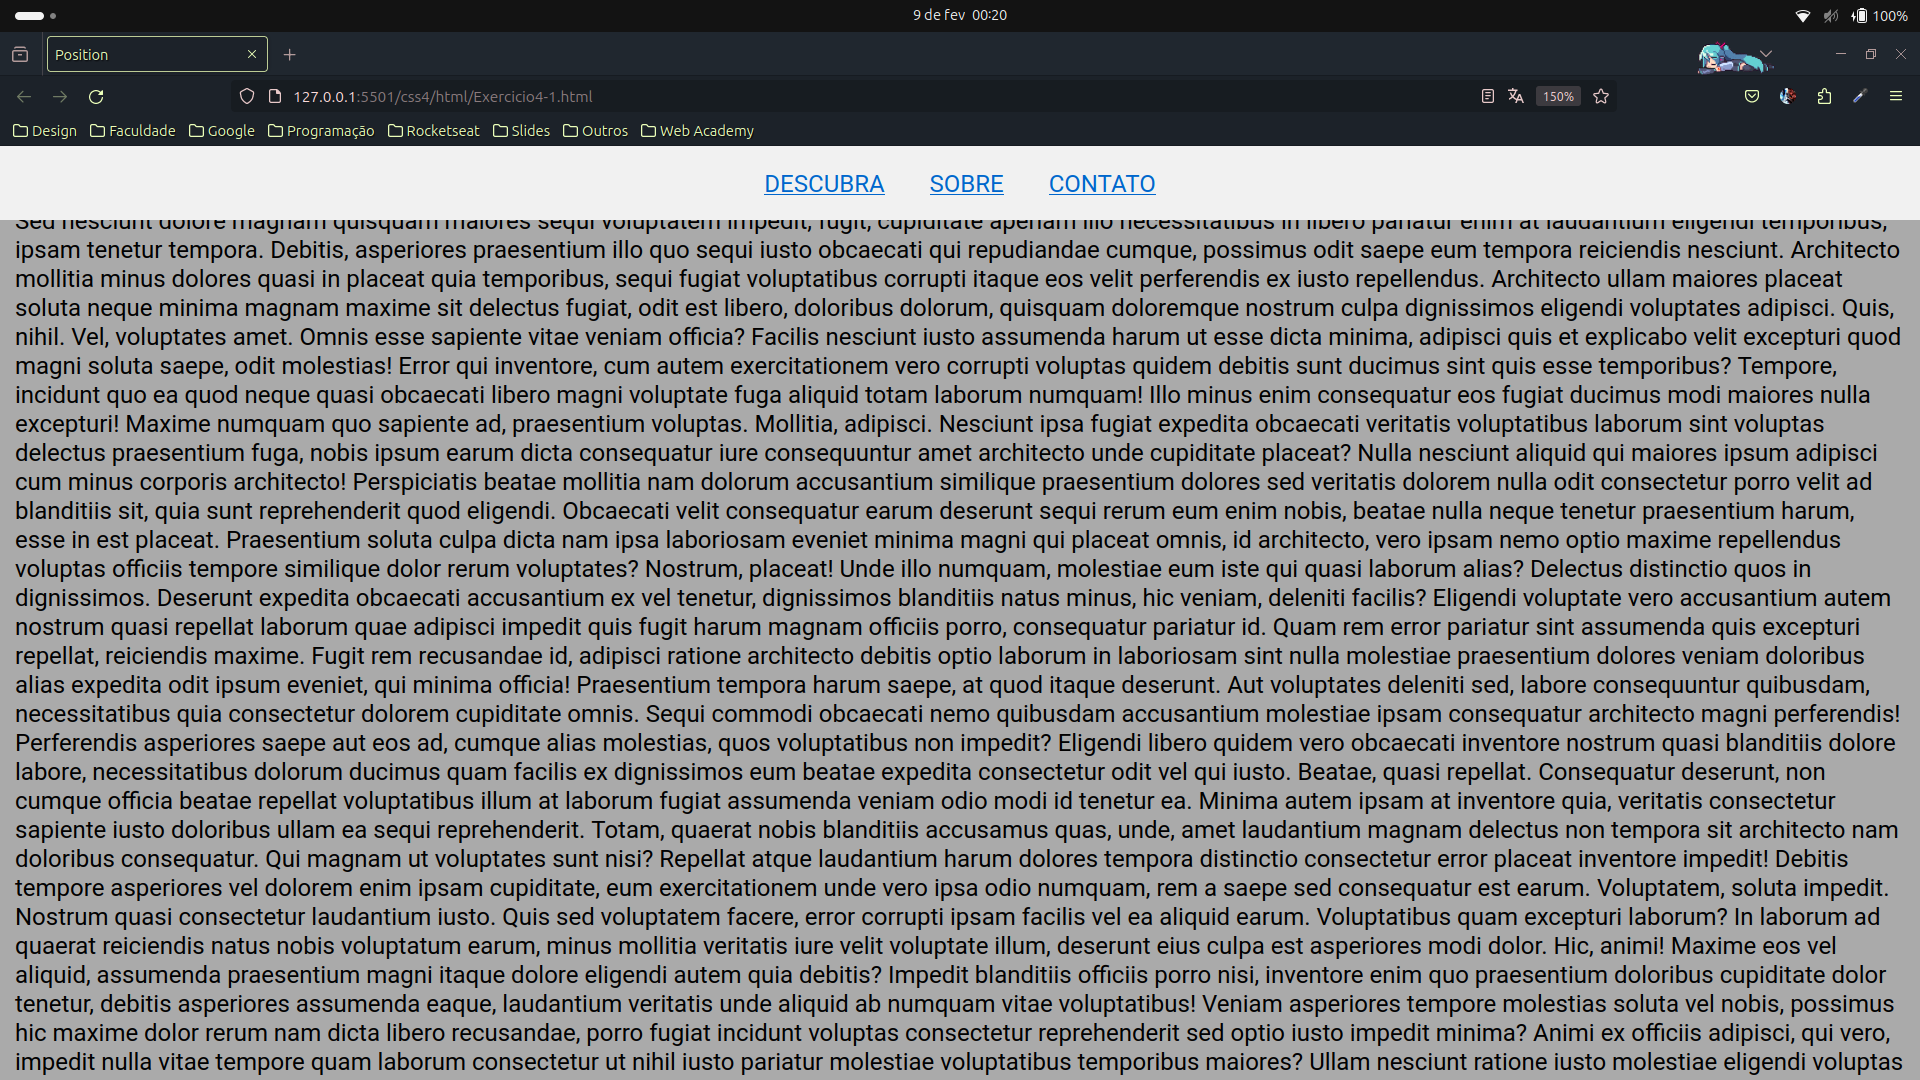 9 de fev 00:20
100%
Position
127.0.0.1:5501/css4/html/Exercicio4-1.html
150%
Design Faculdade Google Programação Rocketseat Slides Outros Web Academy
DESCUBRA SOBRE CONTATO
Sed nesciunt dolore magnam quisquam maiores sequi voluptatem impedit, fugit, cupiditate aperiam illo necessitatibus in libero pariatur enim at laudantium eligendi temporibus,
ipsam tenetur tempora. Debitis, asperiores praesentium illo quo sequi iusto obcaecati qui repudiandae cumque, possimus odit saepe eum tempora reiciendis nesciunt. Architecto
mollitia minus dolores quasi in placeat quia temporibus, sequi fugiat voluptatibus corrupti itaque eos velit perferendis ex iusto repellendus. Architecto ullam maiores placeat
soluta neque minima magnam maxime sit delectus fugiat, odit est libero, doloribus dolorum, quisquam doloremque nostrum culpa dignissimos eligendi voluptates adipisci. Quis,
nihil. Vel, voluptates amet. Omnis esse sapiente vitae veniam officia? Facilis nesciunt iusto assumenda harum ut esse dicta minima, adipisci quis et explicabo velit excepturi quod
magni soluta saepe, odit molestias! Error qui inventore, cum autem exercitationem vero corrupti voluptas quidem debitis sunt ducimus sint quis esse temporibus? Tempore,
incidunt quo ea quod neque quasi obcaecati libero magni voluptate fuga aliquid totam laborum numquam! Illo minus enim consequatur eos fugiat ducimus modi maiores nulla
excepturi! Maxime numquam quo sapiente ad, praesentium voluptas. Mollitia, adipisci. Nesciunt ipsa fugiat expedita obcaecati veritatis voluptatibus laborum sint voluptas
delectus praesentium fuga, nobis ipsum earum dicta consequatur iure consequuntur amet architecto unde cupiditate placeat? Nulla nesciunt aliquid qui maiores ipsum adipisci
cum minus corporis architecto! Perspiciatis beatae mollitia nam dolorum accusantium similique praesentium dolores sed veritatis dolorem nulla odit consectetur porro velit ad
blanditiis sit, quia sunt reprehenderit quod eligendi. Obcaecati velit consequatur earum deserunt sequi rerum eum enim nobis, beatae nulla neque tenetur praesentium harum,
esse in est placeat. Praesentium soluta culpa dicta nam ipsa laboriosam eveniet minima magni qui placeat omnis, id architecto, vero ipsam nemo optio maxime repellendus
voluptas officiis tempore similique dolor rerum voluptates? Nostrum, placeat! Unde illo numquam, molestiae eum iste qui quasi laborum alias? Delectus distinctio quos in
dignissimos. Deserunt expedita obcaecati accusantium ex vel tenetur, dignissimos blanditiis natus minus, hic veniam, deleniti facilis? Eligendi voluptate vero accusantium autem
nostrum quasi repellat laborum quae adipisci impedit quis fugit harum magnam officiis porro, consequatur pariatur id. Quam rem error pariatur sint assumenda quis excepturi
repellat, reiciendis maxime. Fugit rem recusandae id, adipisci ratione architecto debitis optio laborum in laboriosam sint nulla molestiae praesentium dolores veniam doloribus
alias expedita odit ipsum eveniet, qui minima officia! Praesentium tempora harum saepe, at quod itaque deserunt. Aut voluptates deleniti sed, labore consequuntur quibusdam,
necessitatibus quia consectetur dolorem cupiditate omnis. Sequi commodi obcaecati nemo quibusdam accusantium molestiae ipsam consequatur architecto magni perferendis!
Perferendis asperiores saepe aut eos ad, cumque alias molestias, quos voluptatibus non impedit? Eligendi libero quidem vero obcaecati inventore nostrum quasi blanditiis dolore
labore, necessitatibus dolorum ducimus quam facilis ex dignissimos eum beatae expedita consectetur odit vel qui iusto. Beatae, quasi repellat. Consequatur deserunt, non
cumque officia beatae repellat voluptatibus illum at laborum fugiat assumenda veniam odio modi id tenetur ea. Minima autem ipsam at inventore quia, veritatis consectetur
sapiente iusto doloribus ullam ea sequi reprehenderit. Totam, quaerat nobis blanditiis accusamus quas, unde, amet laudantium magnam delectus non tempora sit architecto nam
doloribus consequatur. Qui magnam ut voluptates sunt nisi? Repellat atque laudantium harum dolores tempora distinctio consectetur error placeat inventore impedit! Debitis
tempore asperiores vel dolorem enim ipsam cupiditate, eum exercitationem unde vero ipsa odio numquam, rem a saepe sed consequatur est earum. Voluptatem, soluta impedit.
Nostrum quasi consectetur laudantium iusto. Quis sed voluptatem facere, error corrupti ipsam facilis vel ea aliquid earum. Voluptatibus quam excepturi laborum? In laborum ad
quaerat reiciendis natus nobis voluptatum earum, minus mollitia veritatis iure velit voluptate illum, deserunt eius culpa est asperiores modi dolor. Hic, animi! Maxime eos vel
aliquid, assumenda praesentium magni itaque dolore eligendi autem quia debitis? Impedit blanditiis officiis porro nisi, inventore enim quo praesentium doloribus cupiditate dolor
tenetur, debitis asperiores assumenda eaque, laudantium veritatis unde aliquid ab numquam vitae voluptatibus! Veniam asperiores tempore molestias soluta vel nobis, possimus
hic maxime dolor rerum nam dicta libero recusandae, porro fugiat incidunt voluptas consectetur reprehenderit sed optio iusto impedit minima? Animi ex officiis adipisci, qui vero,
impedit nulla vitae tempore quam laborum consectetur ut nihil iusto pariatur molestiae voluptatibus temporibus maiores? Ullam nesciunt ratione iusto molestiae eligendi voluptas